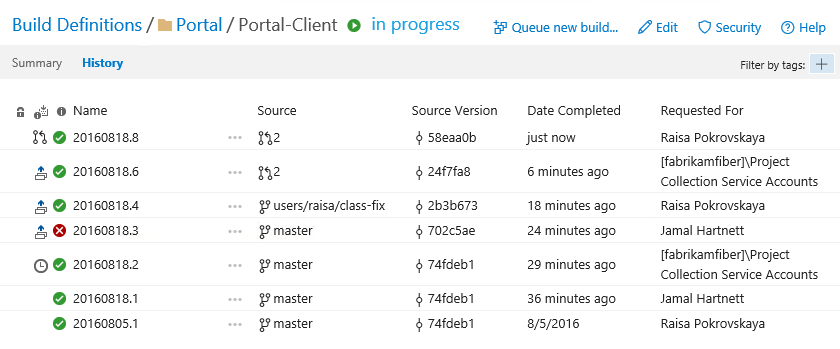 Build Definitions / Portal / Portal-Client in progress Queue new build... Edit Security Help
Summary History Filter by tags: +
Name Source Source Version Date Completed Requested For
20160818.8 ... 2 58eaa0b just now Raisa Pokrovskaya
20160818.6 ... 2 24f7fa8 6 minutes ago [fabrikamfiber]\Project
Collection Service Accounts
20160818.4 ... users/raisa/class-fix 2b3b673 18 minutes ago Raisa Pokrovskaya
20160818.3 ... master 702c5ae 24 minutes ago Jamal Hartnett
20160818.2 ... master 74fdeb1 29 minutes ago [fabrikamfiber]\Project
Collection Service Accounts
20160818.1 ... master 74fdeb1 36 minutes ago Jamal Hartnett
20160805.1 ... master 74fdeb1 8/5/2016 Raisa Pokrovskaya